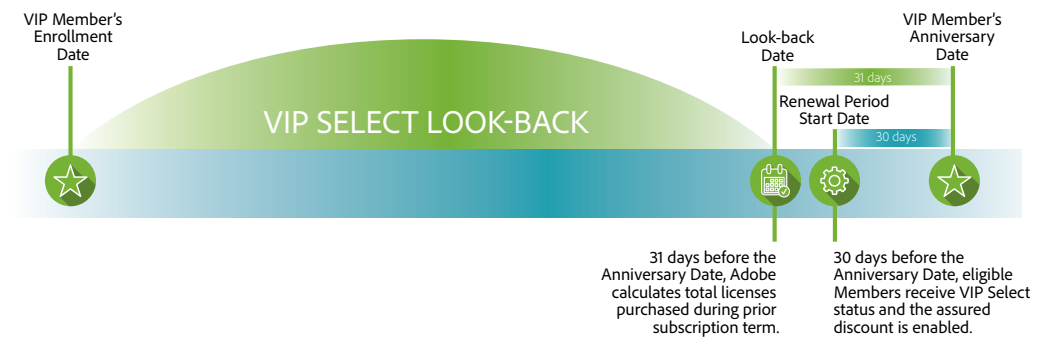 VIP Member's
Enrollment
Date
Look-back
Date
VIP Member's
Anniversary
Date
31 days
Renewal Period
Start Date
30 days
VIP SELECT LOOK-BACK
31 days before the
Anniversary Date, Adobe
calculates total licenses
purchased during prior
subscription term.
30 days before the
Anniversary Date, eligible
Members receive VIP Select
status and the assured
discount is enabled.